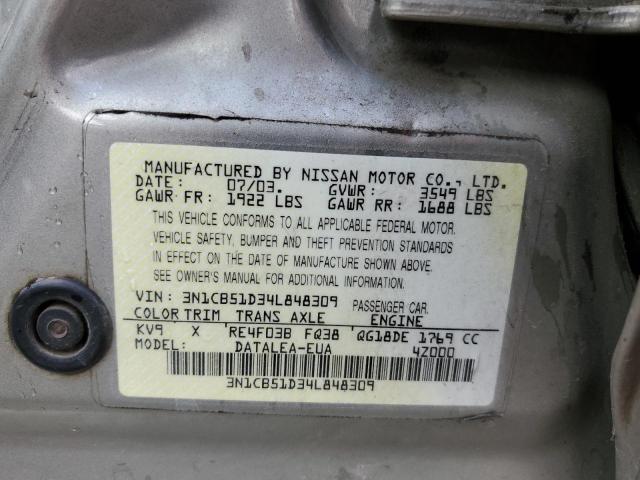 MANUFACTURED BY NISSAN MOTOR CO., LTD.
DATE: 07/03. GVWR: 3549 LBS
GAWR FR: 1922 LBS GAWR RR: 1688 LBS
THIS VEHICLE CONFORMS TO ALL APPLICABLE FEDERAL MOTOR
VEHICLE SAFETY, BUMPER AND THEFT PREVENTION STANDARDS
IN EFFECT ON THE DATE OF MANUFACTURE SHOWN ABOVE.
SEE OWNER'S MANUAL FOR ADDITIONAL INFORMATION.
VIN: 3N1CB51D34L848309 PASSENGER CAR.
COLOR TRIM TRANS AXLE ENGINE
KV9 X 'RE4F03B FQ38 'QG18DE 1769 CC
MODEL: DATALEA-EUA 4Z000
3N1CB51D34L848309